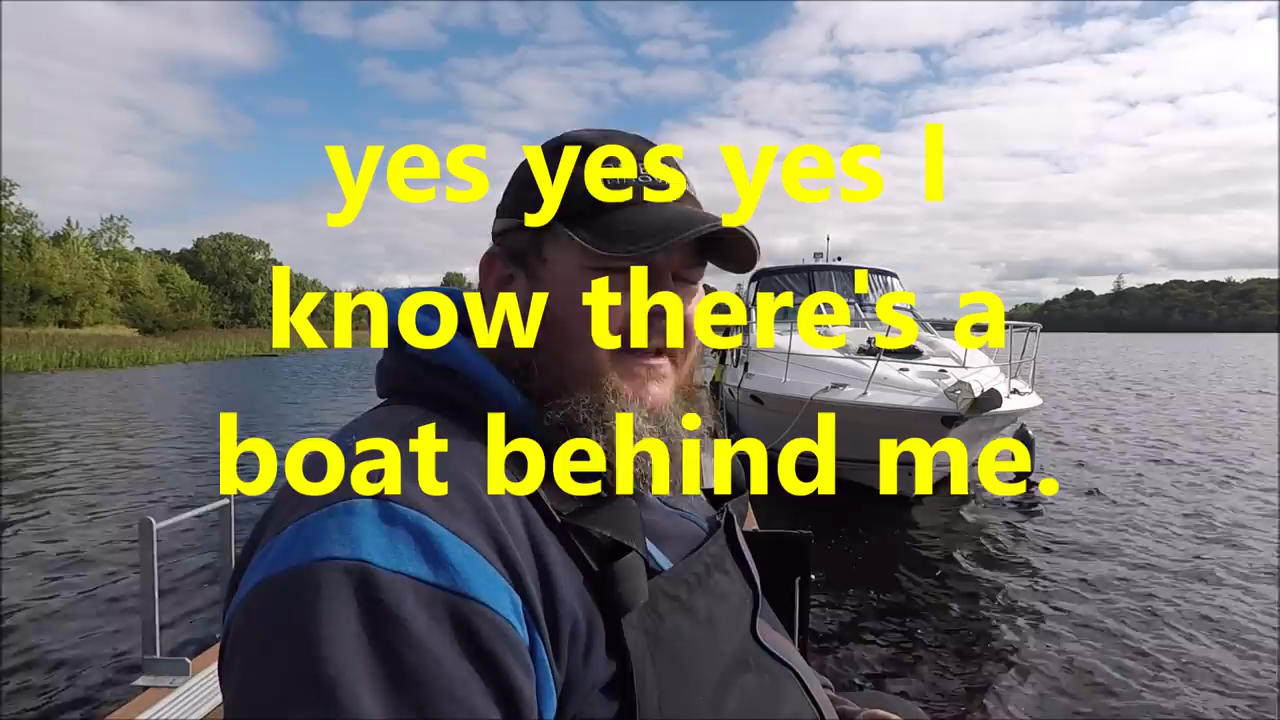 yes yes yes I
know there's a
boat behind me.